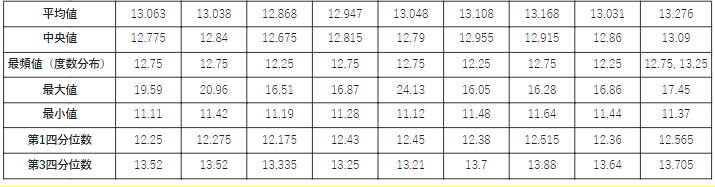 平均値 13.063 13.038 12.868 12.947 13.048 13.108 13.168 13.031 13.276
中央値 12.775 12.84 12.675 12.815 12.79 12.955 12.915 12.86 13.09
最頻値（度数分布） 12.75 12.75 12.25 12.75 12.75 12.25 12.75 12.25 12.75, 13.25
最大値 19.59 20.96 16.51 16.87 24.13 16.05 16.28 16.86 17.45
最小値 11.11 11.42 11.19 11.28 11.12 11.48 11.64 11.44 11.37
第1四分位数 12.25 12.275 12.175 12.43 12.45 12.38 12.515 12.36 12.565
第3四分位数 13.52 13.52 13.335 13.25 13.21 13.7 13.88 13.64 13.705